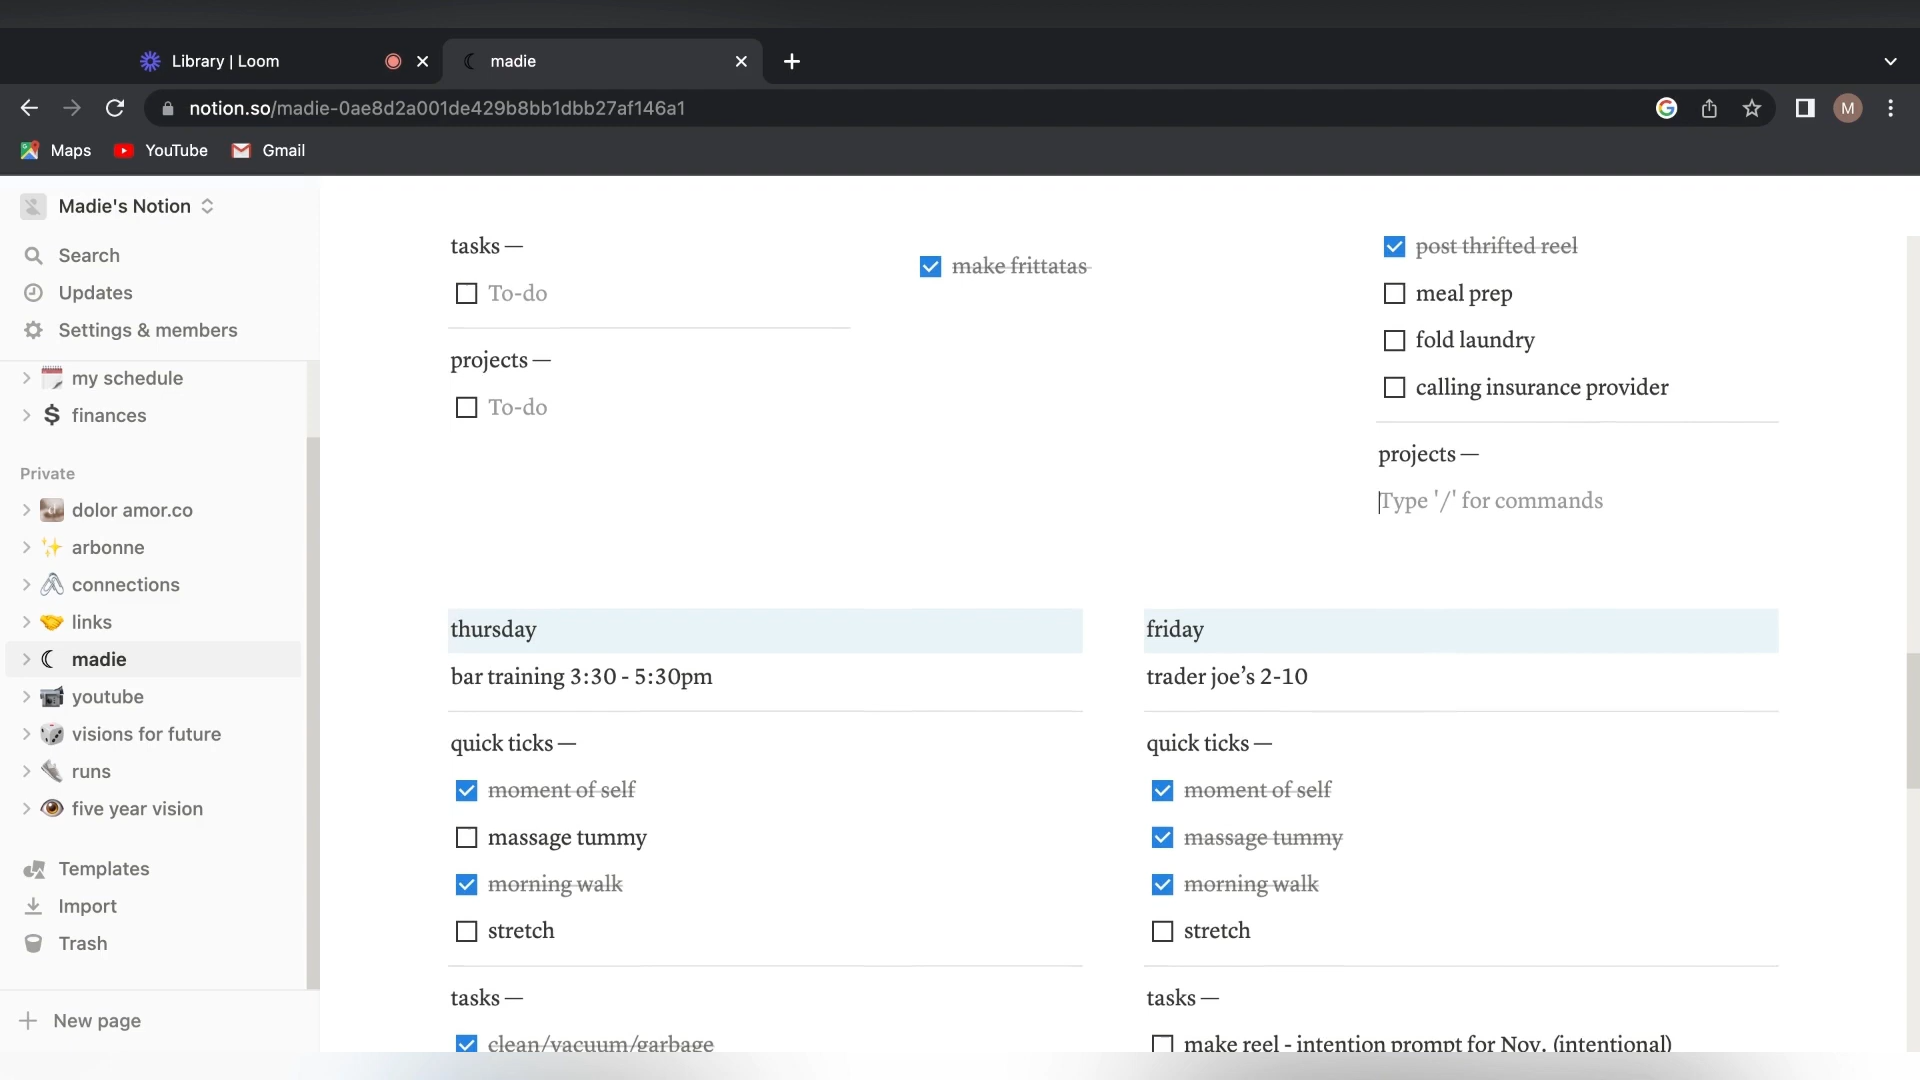 Library | Loom
madie
notion.so/madie-0ae8d2a001de429b8bb1dbb27af146a1
M
Maps
YouTube
Gmail
Madie's Notion
Search
Updates
Settings & members
my schedule
finances
Private
dolor amor.co
arbonne
connections
links
madie
youtube
visions for future
runs
five year vision
Templates
Import
Trash
New page
tasks —
To-do
projects —
To-do
make frittatas
post thrifted reel
meal prep
fold laundry
calling insurance provider
projects —
Type '/' for commands
thursday
bar training 3:30 - 5:30pm
quick ticks —
moment of self
massage tummy
morning walk
stretch
tasks —
clean/vacuum/garbage
friday
trader joe’s 2-10
quick ticks —
moment of self
massage tummy
morning walk
stretch
tasks —
make reel - intention prompt for Nov. (intentional)